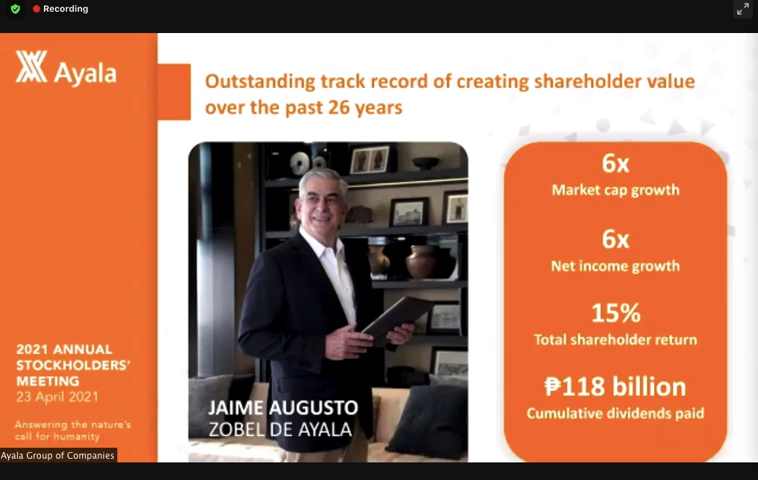 Recording
Ayala
Outstanding track record of creating shareholder value
over the past 26 years
6x
Market cap growth
6x
Net income growth
15%
Total shareholder return
₱118 billion
Cumulative dividends paid
JAIME AUGUSTO
ZOBEL DE AYALA
2021 ANNUAL
STOCKHOLDERS'
MEETING
23 April 2021
Answering the nature's
call for humanity
Ayala Group of Companies